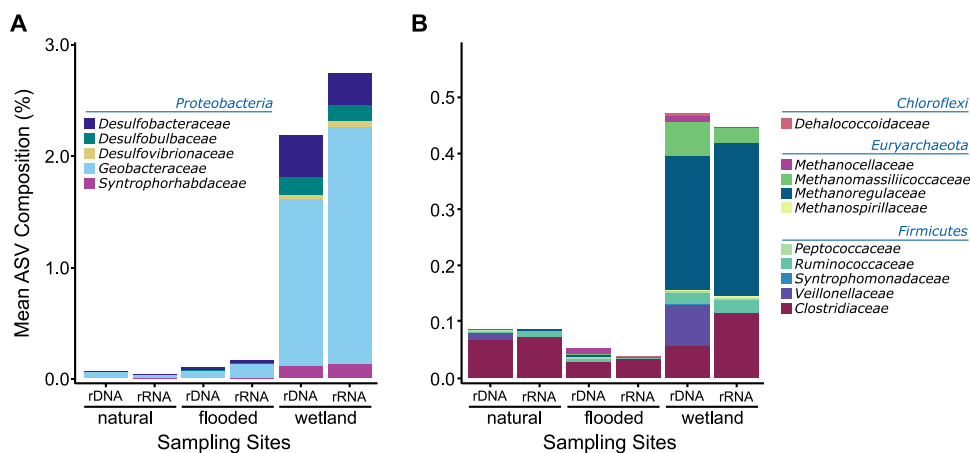 A
Mean ASV Composition (%)
3.0
2.0
1.0
0.0
Proteobacteria
Desulfobacteraceae
Desulfobulbaceae
Desulfovibrionaceae
Geobacteraceae
Syntrophorhabdaceae
rDNA rRNA rDNA rRNA rDNA rRNA
natural flooded wetland
Sampling Sites
B
0.5
0.4
0.3
0.2
0.1
0.0
rDNA rRNA rDNA rRNA rDNA rRNA
natural flooded wetland
Sampling Sites
Chloroflexi
Dehalococcoidaceae
Euryarchaeota
Methanocellaceae
Methanomassiliicoccaceae
Methanoregulaceae
Methanospirillaceae
Firmicutes
Peptococcaceae
Ruminococcaceae
Syntrophomonadaceae
Veillonellaceae
Clostridiaceae